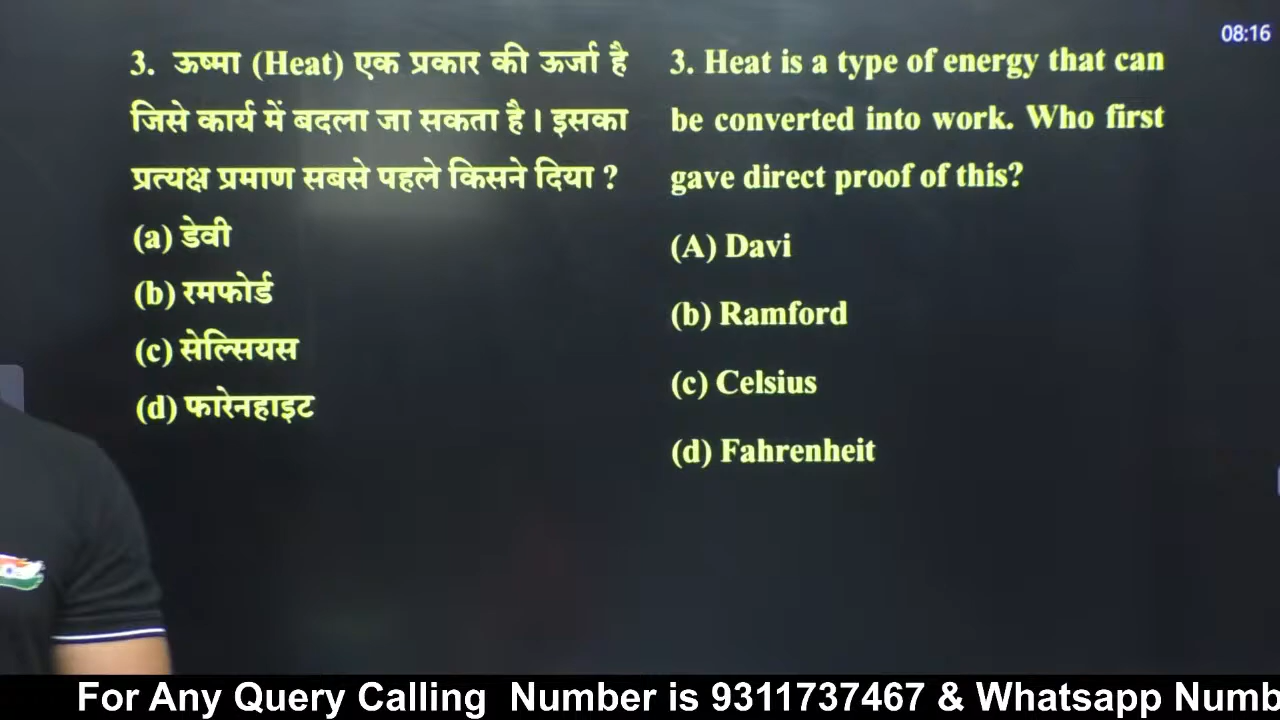 08:16
3. ऊष्मा (Heat) एक प्रकार की ऊर्जा है
जिसे कार्य में बदला जा सकता है। इसका
प्रत्यक्ष प्रमाण सबसे पहले किसने दिया ?
(a) डेवी
(b) रमफोर्ड
(c) सेल्सियस
(d) फारेनहाइट
3. Heat is a type of energy that can
be converted into work. Who first
gave direct proof of this?
(A) Davi
(b) Ramford
(c) Celsius
(d) Fahrenheit
For Any Query Calling Number is 9311737467 & Whatsapp Numb